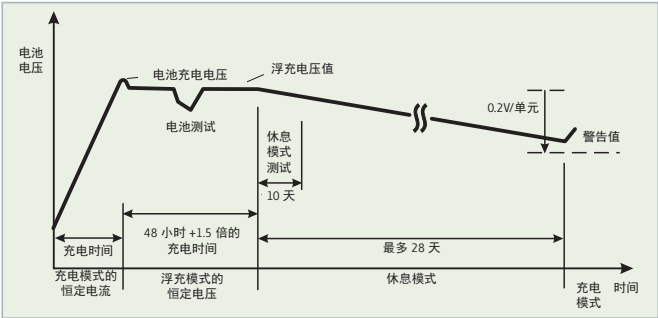 电池
电压
电池充电电压
浮充电压值
电池测试
0.2V/单元
警告值
休息
模式
测试
10 天
48 小时 +1.5 倍的
充电时间
充电时间
最多 28 天
充电模式的
恒定电流
浮充模式的
恒定电压
休息模式
充电
模式
时间